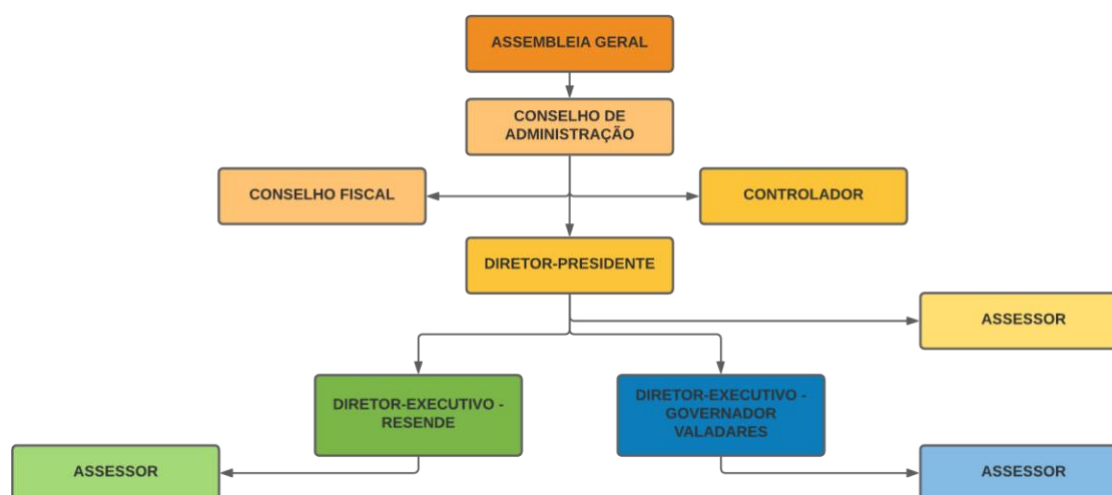 ASSEMBLEIA GERAL
CONSELHO DE
ADMINISTRAÇÃO
CONSELHO FISCAL
CONTROLADOR
DIRETOR-PRESIDENTE
ASSESSOR
DIRETOR-EXECUTIVO -
RESENDE
DIRETOR-EXECUTIVO -
GOVERNADOR
VALADARES
ASSESSOR
ASSESSOR